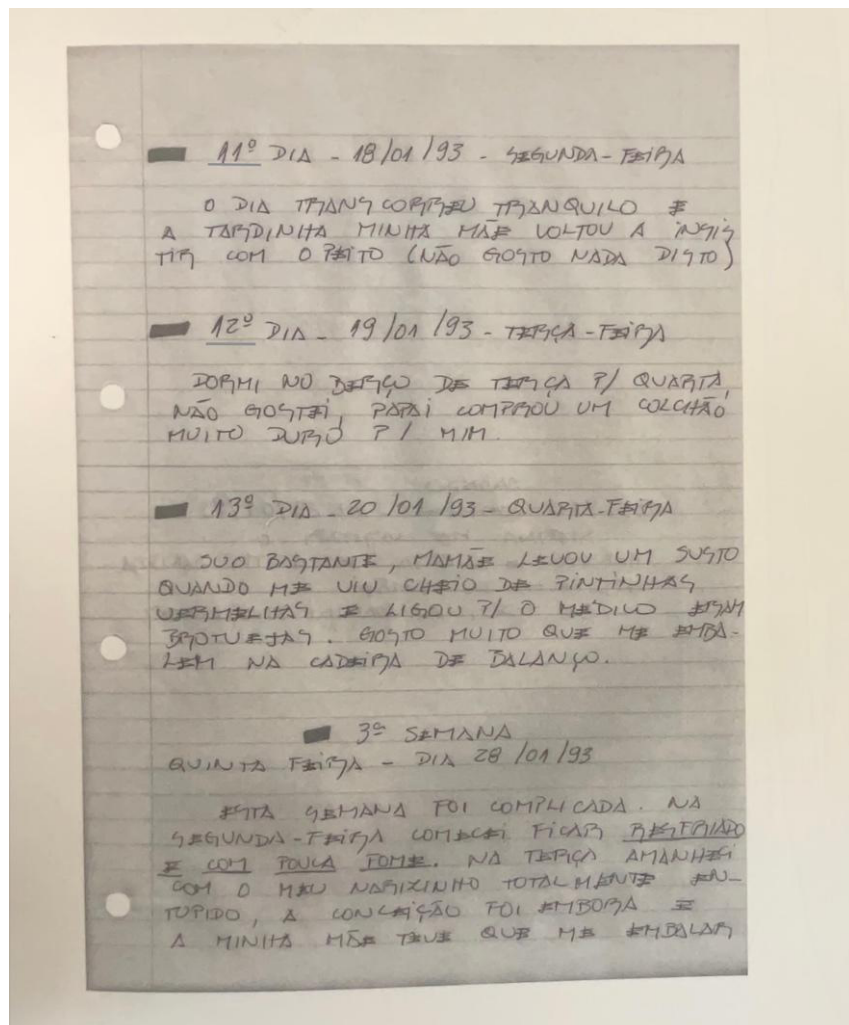 11º DIA - 18/01/93 - SEGUNDA-FEIRA
O DIA TRANSCORREU TRANQUILO E
A TARDINHA MINHA MÃE VOLTOU A INSIS
TIR COM O PEITO (NÃO GOSTO NADA DISTO)
12º DIA - 19/01/93 - TERÇA-FEIRA
DORMI NO BERÇO DE TERÇA P/ QUARTA,
NÃO GOSTEI, PAPAI COMPROU UM COLCHÃO
MUITO DURO P/ MIM.
13º DIA - 20/01/93 - QUARTA-FEIRA
SUO BASTANTE, MAMÃE LEVOU UM SUSTO
QUANDO ME VIU CHEIO DE PINTINHAS
VERMELHAS E LIGOU P/ O MÉDICO ERAM
BROTUEJAS. GOSTO MUITO QUE ME EMBA-
LEM NA CADEIRA DE BALANÇO.
3ª SEMANA
QUINTA FEIRA - DIA 28/01/93
ESTA SEMANA FOI COMPLICADA. NA
SEGUNDA-FEIRA COMECEI FICAR RESFRIADO
E COM POUCA FOME. NA TERÇA AMANHECI
COM O MEU NARIXINHO TOTALMENTE EN-
TUPIDO, A CONCEIÇÃO FOI EMBORA E
A MINHA MÃE TEVE QUE ME EMBALAR